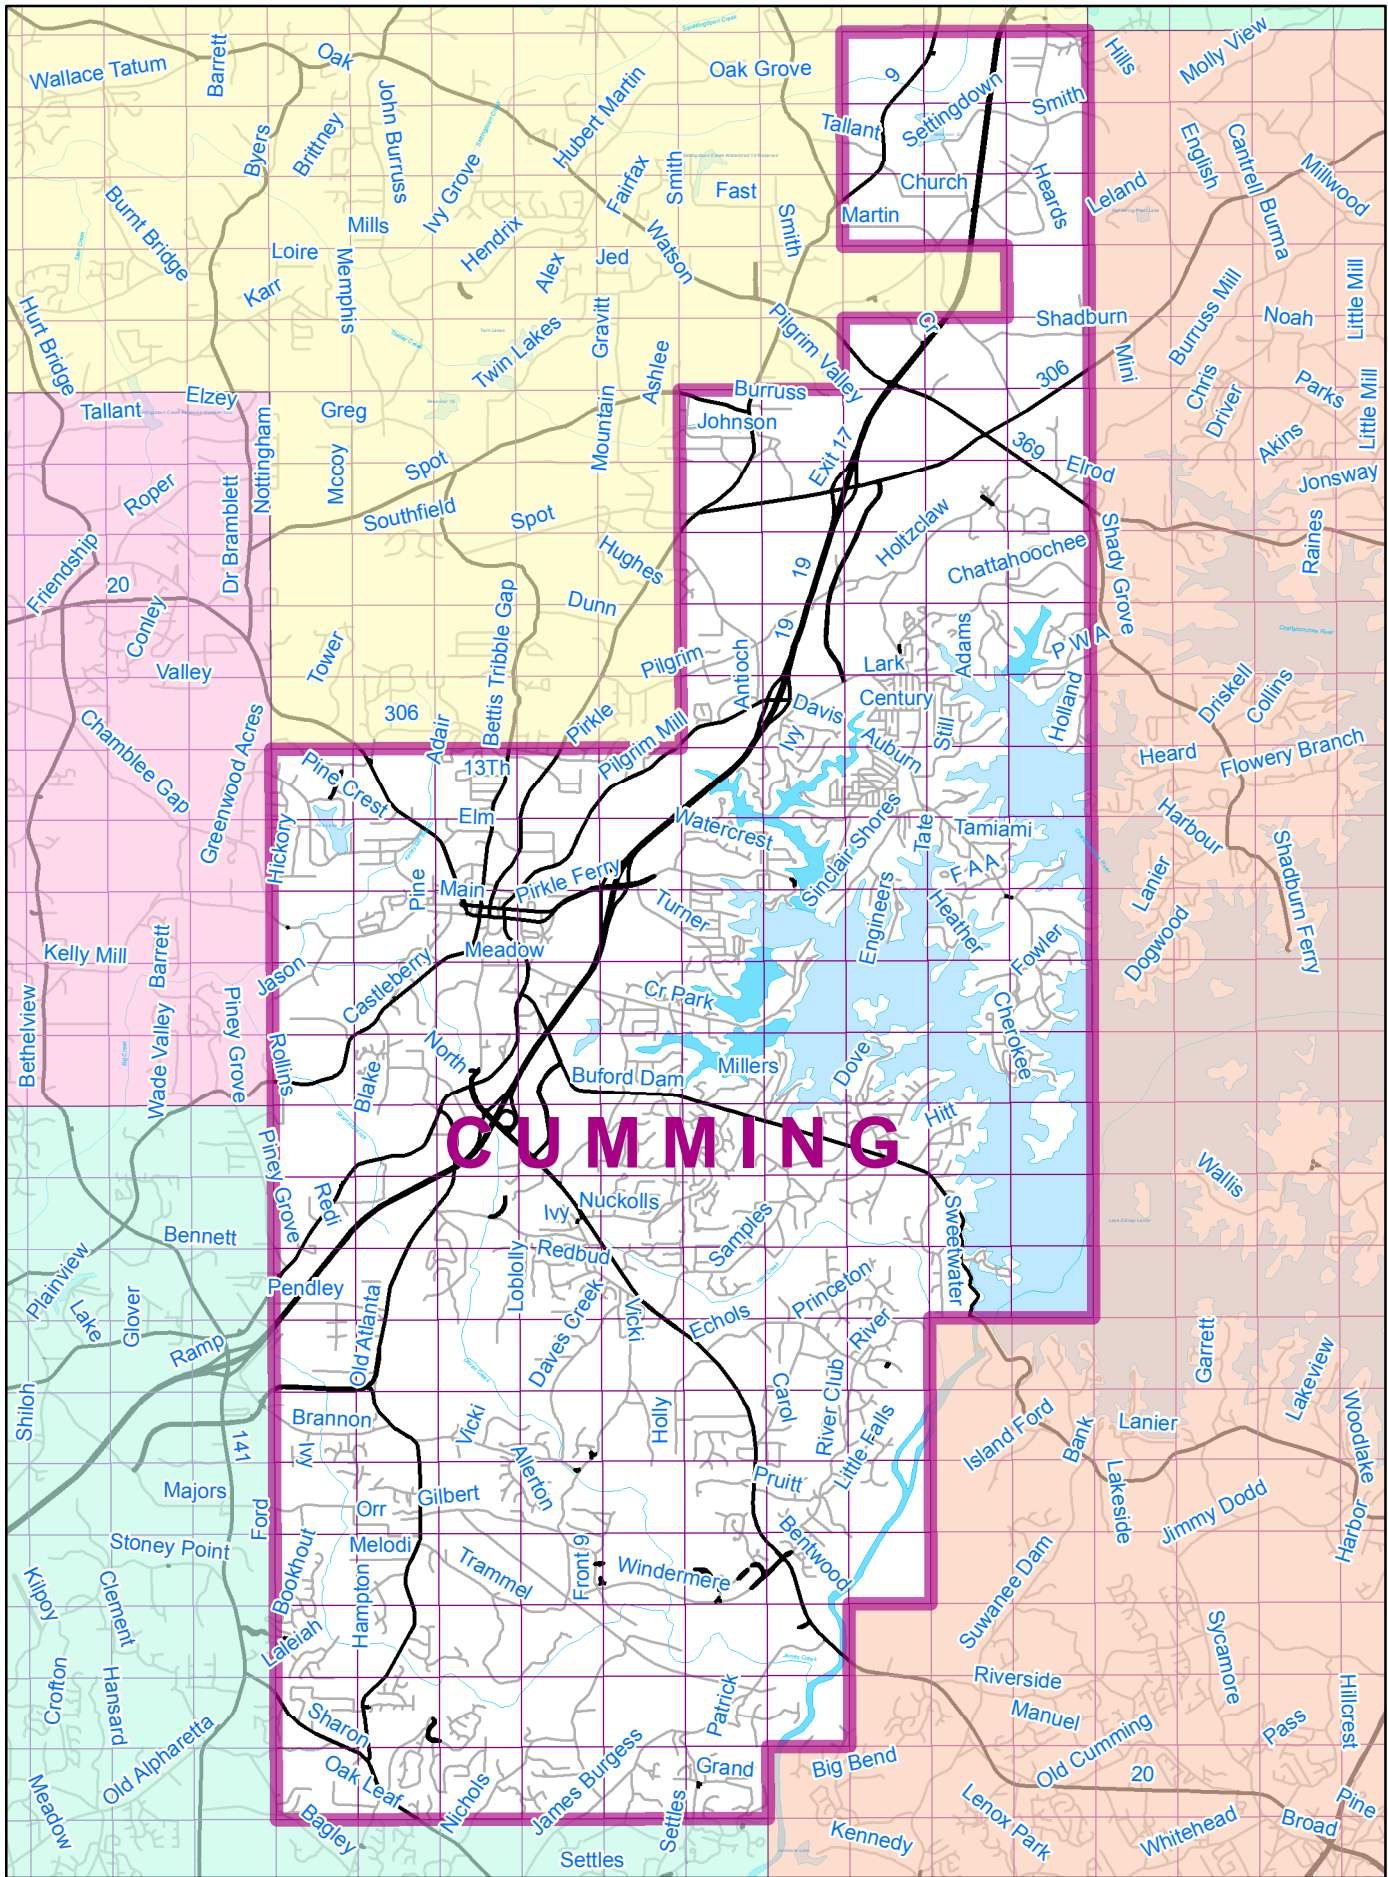 Wallace Tatum
Barrett
Oak
Oak Grove
Hills
Molly View
John Burruss
Hubert Martin
9
Settingdown
Smith
Tallant
Byers
Brittney
Ivy Grove
Fairfax
Smith
Fast
Church
Heards
Leland
English
Cantrell
Burma
Millwood
Burnt Bridge
Mills
Hendrix
Smith
Martin
Loire
Memphis
Alex
Jed
Watson
Karr
Burruss Mill
Little Mill
Noah
Hurt Bridge
Twin Lakes
Gravitt
Ashlee
Pilgrim Valley
Cr
Shadburn
Mini
306
Chris
Driver
Parks
Little Mill
Tallant
Elzey
Nottingham
Greg
Mountain
Burruss
Johnson
Exit 17
369
Elrod
Akins
Jonsway
Roper
Dr Bramblett
Mccoy
Spot
Southfield
Spot
Hughes
Holtzclaw
Chattahoochee
Shady Grove
Raines
Friendship
20
Conley
Valley
Tower
Bettis Tribble Gap
Dunn
Pilgrim
19
19
Antioch
Lark
Adams
P W A
Century
Holland
Driskell
Collins
Chamblee Gap
Greenwood Acres
306
Adair
Pirkle
Pilgrim Mill
Davis
Ivy
Auburn
Still
Heard
Flowery Branch
Pine Crest
13Th
Elm
Hickory
Watercrest
Sinclair Shores
Tate
Tamiami
F A A
Harbour
Lanier
Shadburn Ferry
Pine
Main
Pirkle Ferry
Turner
Engineers
Heather
Fowler
Dogwood
Kelly Mill
Barrett
Jason
Castleberry
Meadow
Cr Park
Cherokee
Bethelview
Wade Valley
Piney Grove
Rollins
Blake
North
Buford Dam
Millers
Dove
Hitt
CUMMING
Piney Grove
Redi
Ivy
Nuckolls
Samples
Sweetwater
Wallis
Bennett
Plainview
Lake
Glover
Pendley
Loblolly
Redbud
Daves Creek
Vicki
Echols
Princeton
River
Ramp
Old Atlanta
Garrett
Lakeview
Shiloh
141
Brannon
Ivy
Vicki
Allerton
Holly
Carol
River Club
Little Falls
Island Ford
Bank
Lanier
Woodlake
Majors
Ford
Orr
Gilbert
Pruitt
Lakeside
Jimmy Dodd
Harbor
Stoney Point
Bookhout
Melodi
Hampton
Trammel
Front 9
Windermere
Bentwood
Suwanee Dam
Kilpoy
Clement
Laleiah
Sycamore
Crofton
Hansard
Old Alpharetta
Sharon
Patrick
Riverside
Manuel
Hillcrest
Pass
Meadow
Oak Leaf
Bagley
Nichols
James Burgess
Settles
Grand
Big Bend
Old Cumming
20
Lenox Park
Kennedy
Whitehead
Broad
Pine
Settles